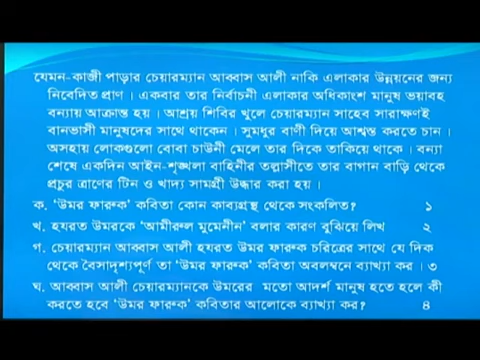 যেমন-কাজী পাড়ার চেয়ারম্যান আব্বাস আলী নাকি এলাকার উন্নয়নের জন্য
নিবেদিত প্রাণ । একবার তার নির্বাচনী এলাকার অধিকাংশ মানুষ ভয়াবহ
বন্যায় আক্রান্ত হয় । আশ্রয় শিবির খুলে চেয়ারম্যান সাহেব সারাক্ষণই
বানভাসী মানুষদের সাথে থাকেন । সুমধুর বাণী দিয়ে আশ্বস্ত করতে চান ।
অসহায় লোকগুলো বোবা চাউনী মেলে তার দিকে তাকিয়ে থাকে । বন্যা
শেষে একদিন আইন-শৃঙ্খলা বাহিনীর তল্লাসীতে তার বাগান বাড়ি থেকে
প্রচুর ত্রাণের টিন ও খাদ্য সামগ্রী উদ্ধার করা হয় ।
ক. 'উমর ফারুক' কবিতা কোন কাব্যগ্রন্থ থেকে সংকলিত? ১
খ. হযরত উমরকে 'আমীরুল মুমেনীন' বলার কারণ বুঝিয়ে লিখ ২
গ. চেয়ারম্যান আব্বাস আলী হযরত উমর ফারুক চরিত্রের সাথে যে দিক
থেকে বৈসাদৃশ্যপূর্ণ তা 'উমর ফারুক' কবিতা অবলম্বনে ব্যাখ্যা কর । ৩
ঘ. আব্বাস আলী চেয়ারম্যানকে উমরের মতো আদর্শ মানুষ হতে হলে কী
করতে হবে 'উমর ফারুক' কবিতার আলোকে ব্যাখ্যা কর? ৪